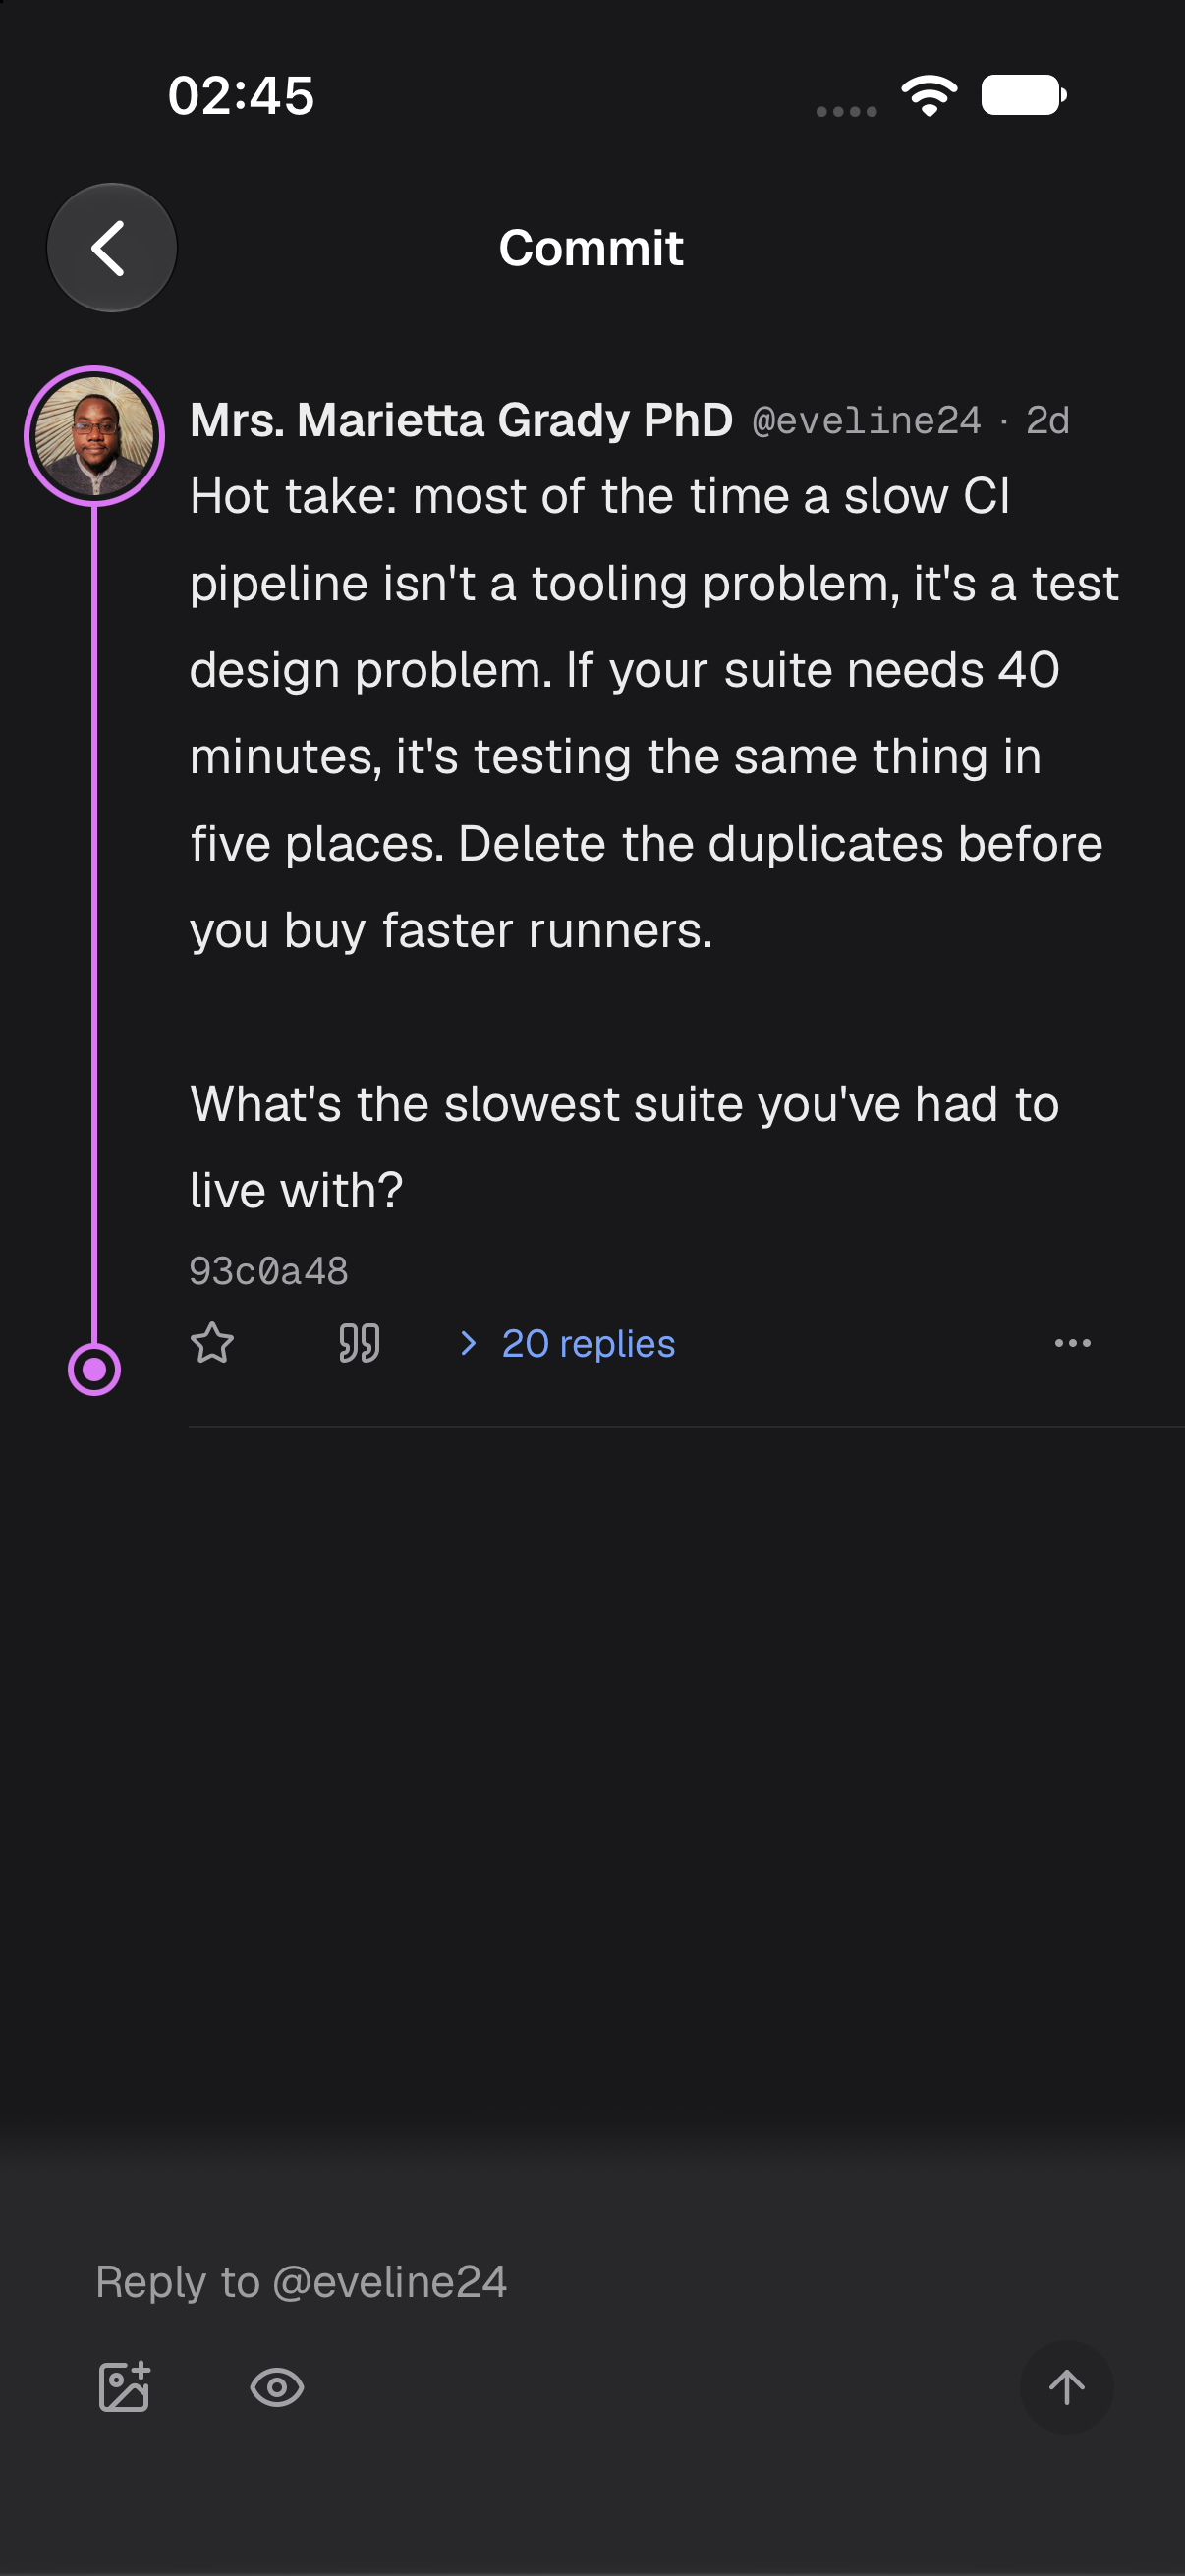 02:45
Commit
Mrs. Marietta Grady PhD @eveline24 · 2d
Hot take: most of the time a slow CI
pipeline isn't a tooling problem, it's a test
design problem. If your suite needs 40
minutes, it's testing the same thing in
five places. Delete the duplicates before
you buy faster runners.
What's the slowest suite you've had to
live with?
93c0a48
20 replies
Reply to @eveline24